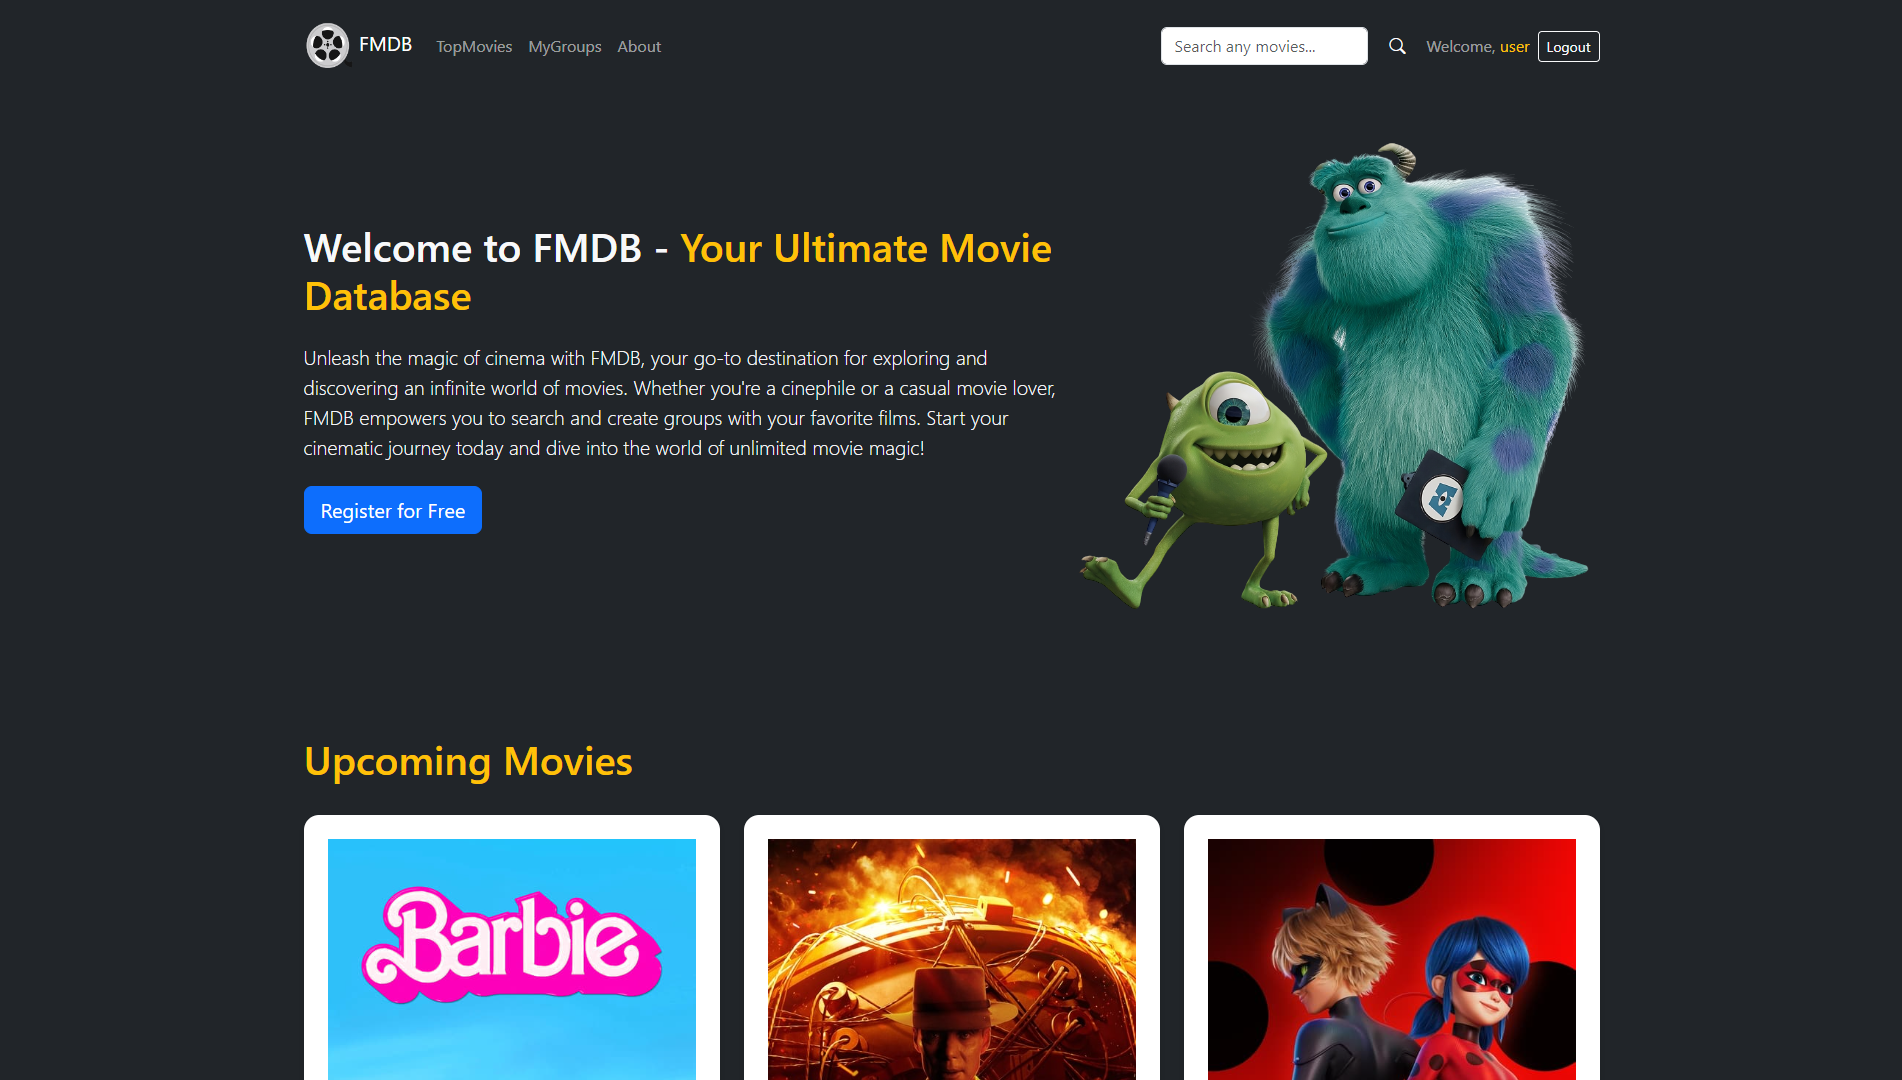 FMDB
TopMovies
MyGroups
About
Search any movies...
Welcome, user
Logout
Welcome to FMDB - Your Ultimate Movie
Database
Unleash the magic of cinema with FMDB, your go-to destination for exploring and
discovering an infinite world of movies. Whether you're a cinephile or a casual movie lover,
FMDB empowers you to search and create groups with your favorite films. Start your
cinematic journey today and dive into the world of unlimited movie magic!
Register for Free
Upcoming Movies
Barbie